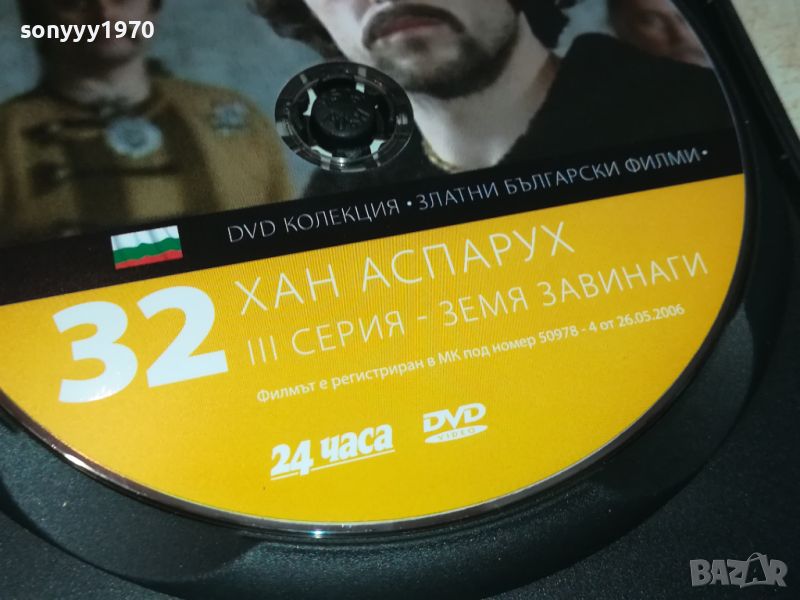 sonyyy1970
DVD КОЛЕКЦИЯ • ЗЛАТНИ БЪЛГАРСКИ ФИЛМИ •
32
ХАН АСПАРУХ
III СЕРИЯ - ЗЕМЯ ЗАВИНАГИ
Филмът е регистриран в МК под номер 50978 - 4 от 26.05.2006
24 часа
DVD
VIDEO
BAZAR